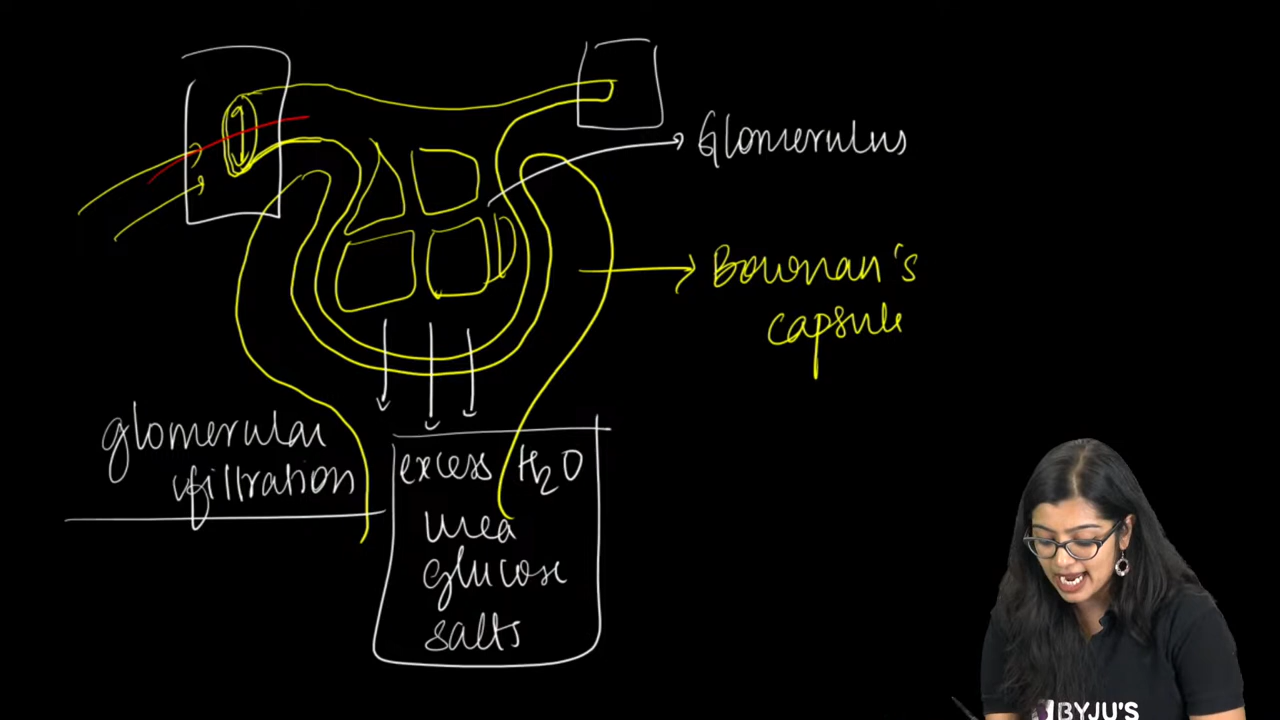 Glomerulus
Bowman's
capsule
glomerular
filtration
excess H₂O
urea
glucose
salts
BYJU'S